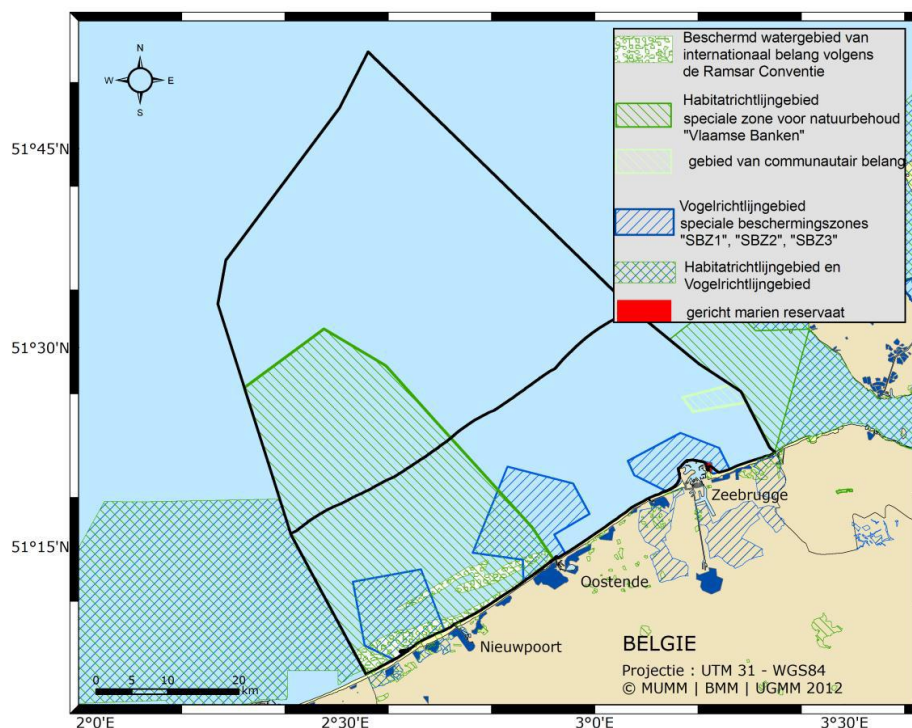 N
W E
S
Beschermd watergebied van
internationaal belang volgens
de Ramsar Conventie
Habitatrichtlijngebied
speciale zone voor natuurbehoud
"Vlaamse Banken"
gebied van communautair belang
Vogelrichtlijngebied
speciale beschermingszones
"SBZ1", "SBZ2", "SBZ3"
Habitatrichtlijngebied en
Vogelrichtlijngebied
gericht marien reservaat
51°45'N
51°30'N
51°15'N
Zeebrugge
Oostende
Nieuwpoort
BELGIE
Projectie : UTM 31 - WGS84
© MUMM | BMM | UGMM 2012
0 5 10 20
km
2°0'E 2°30'E 3°0'E 3°30'E